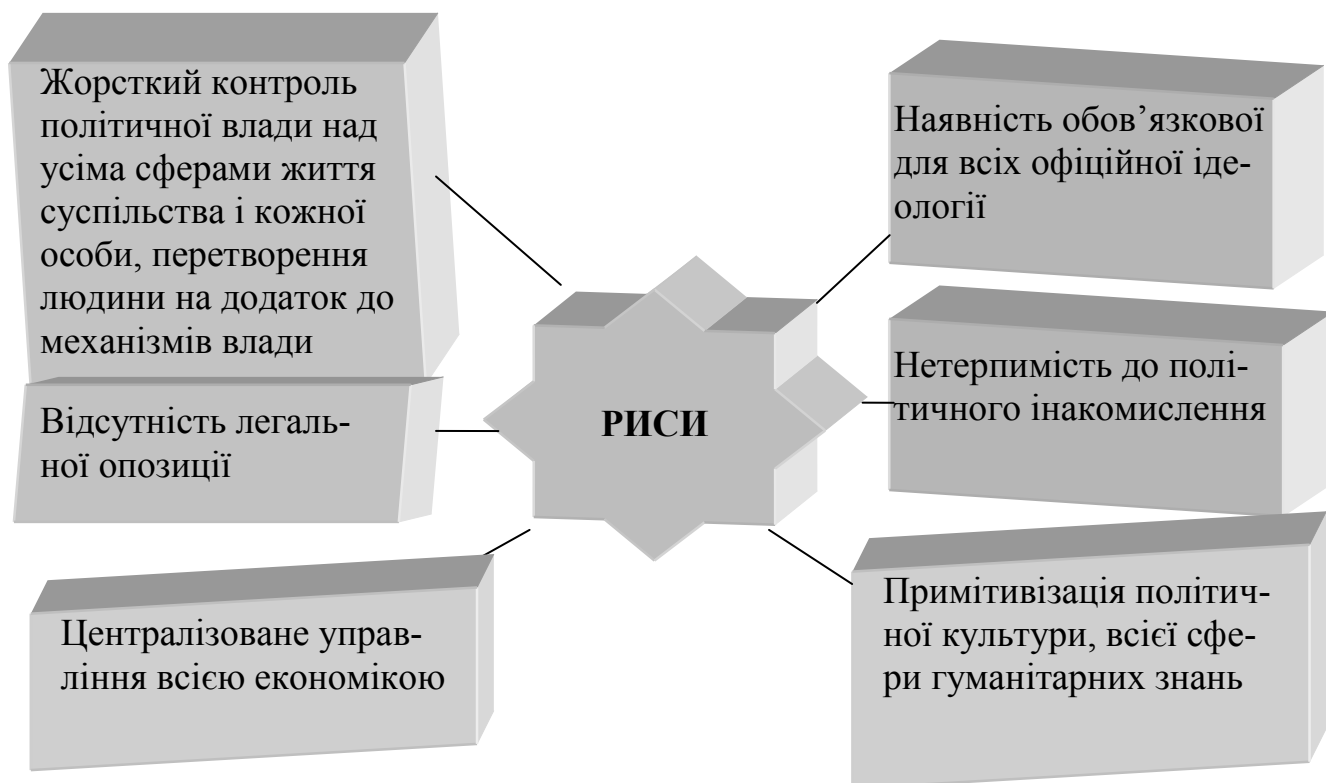 Жорсткий контроль
політичної влади над
усіма сферами життя
суспільства і кожної
особи, перетворення
людини на додаток до
механізмів влади
Відсутність легаль-
ної опозиції
Централізоване управ-
ління всією економікою
РИСИ
Наявність обов’язкової
для всіх офіційної іде-
ології
Нетерпимість до полі-
тичного інакомислення
Примітивізація політич-
ної культури, всієї сфе-
ри гуманітарних знань